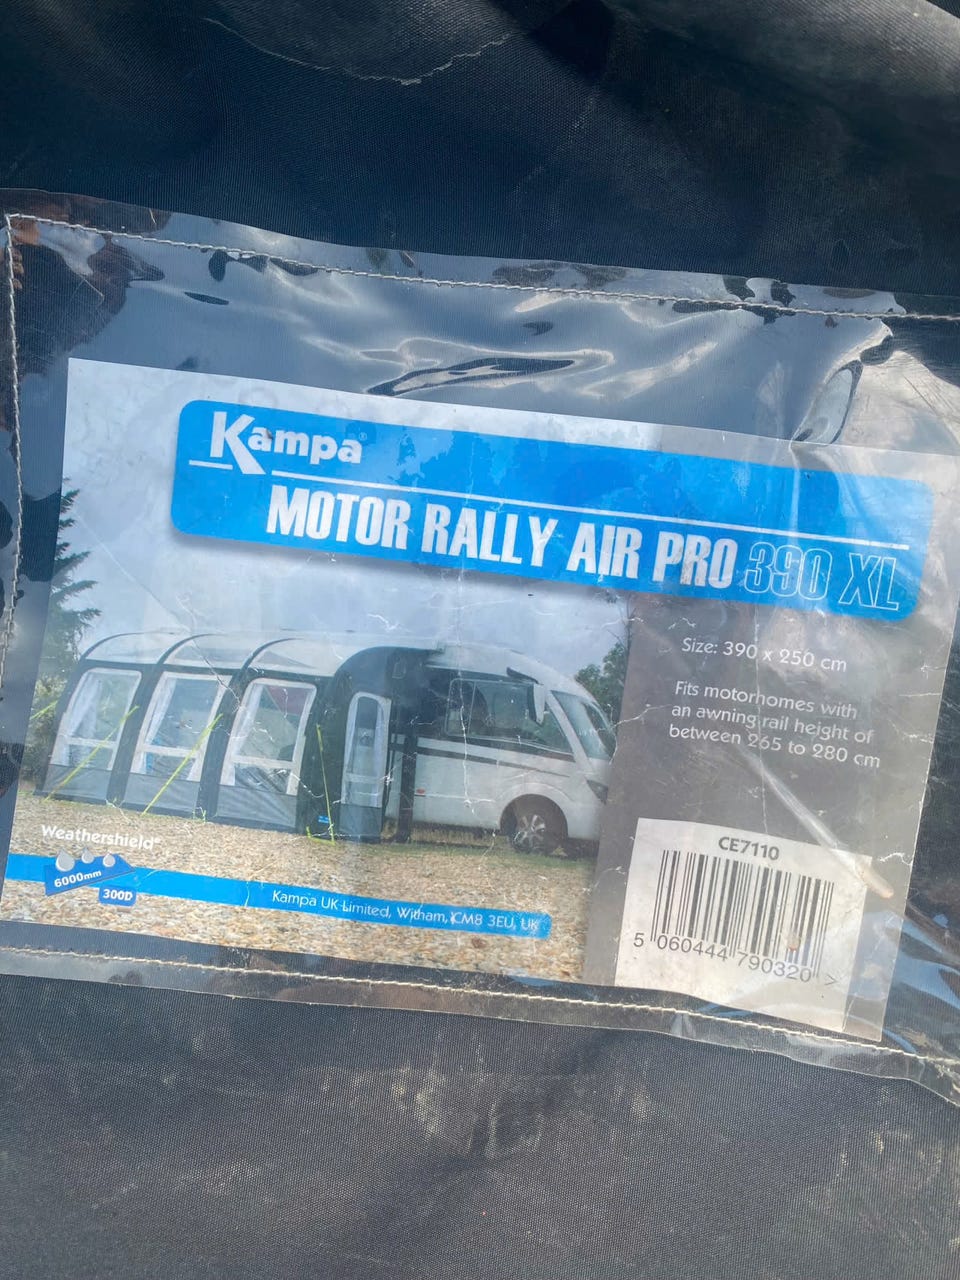 Kampa®
MOTOR RALLY AIR PRO 390 XL
Size: 390 x 250 cm
Fits motorhomes with
an awning rail height of
between 265 to 280 cm
Weathershield®
6000mm
300D
Kampa UK Limited, Witham, CM8 3EU, UK
CE7110
5 060444 790320 >